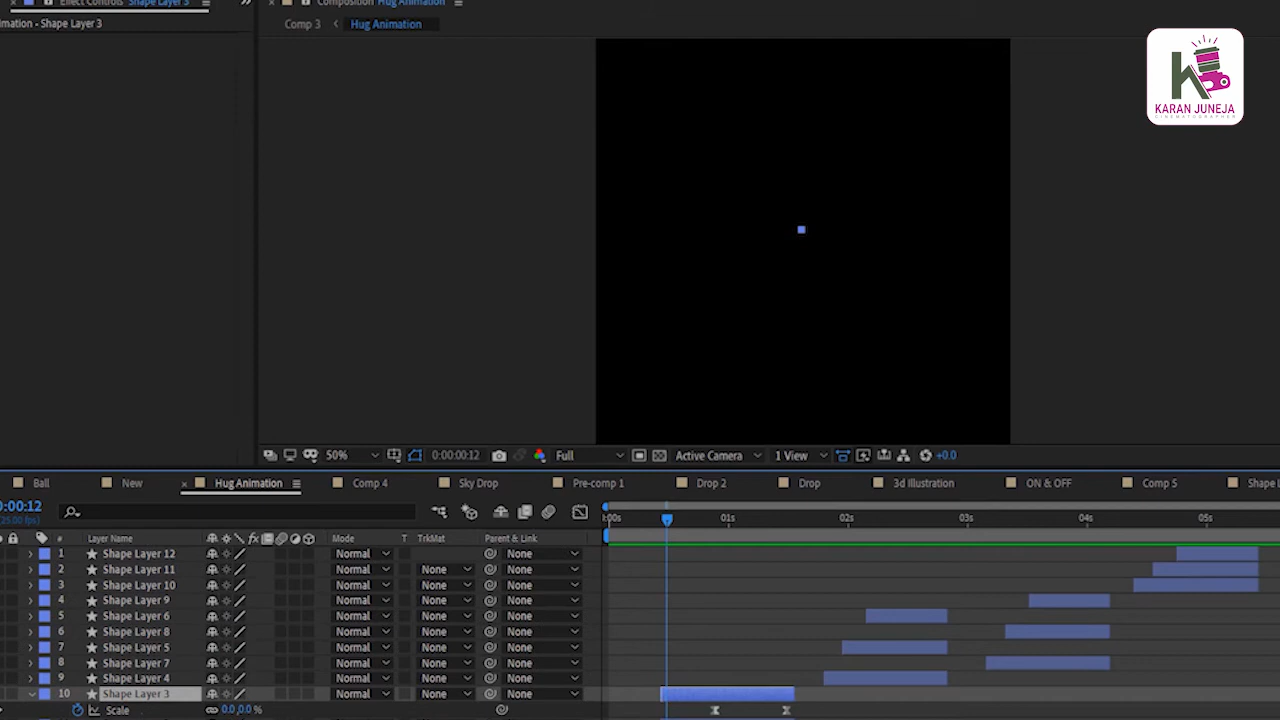 Effect Controls Shape Layer 3
Composition Hug Animation
mation - Shape Layer 3
Comp 3 Hug Animation
KARAN JUNEJA
CINEMATOGRAPHER
50% 0:00:00:12 Full Active Camera 1 View +0.0
Ball New Hug Animation Comp 4 Sky Drop Pre-comp 1 Drop 2 Drop 3d Illustration ON & OFF Comp 5 Shape L
0:00:12
(25.00 fps)
:00s 01s 02s 03s 04s 05s
# Layer Name fx Mode T TrkMat Parent & Link
1 Shape Layer 12 Normal None
2 Shape Layer 11 Normal None None
3 Shape Layer 10 Normal None None
4 Shape Layer 9 Normal None None
5 Shape Layer 6 Normal None None
6 Shape Layer 8 Normal None None
7 Shape Layer 5 Normal None None
8 Shape Layer 7 Normal None None
9 Shape Layer 4 Normal None None
10 Shape Layer 3 Normal None None
Scale 0.0,0.0 %